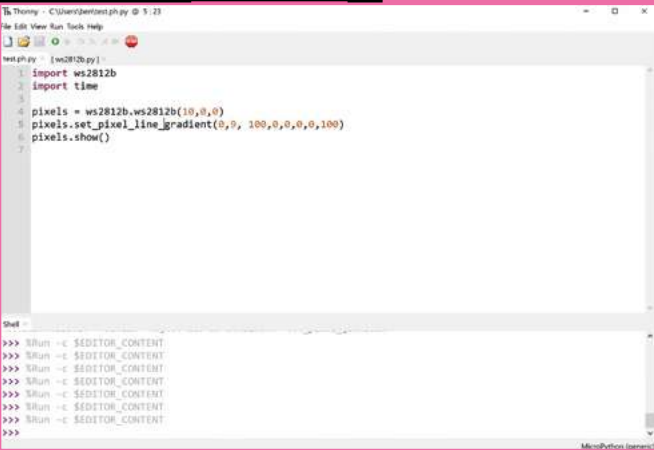 Thonny - C:\Users\ben\test.ph.py @ 5:23
File Edit View Run Tools Help
test.ph.py [ws2812b.py]
1 import ws2812b
2 import time
3
4 pixels = ws2812b.ws2812b(10,0,0)
5 pixels.set_pixel_line_gradient(0,9, 100,0,0,0,0,100)
6 pixels.show()
7
Shell
>>> %Run -c $EDITOR_CONTENT
>>> %Run -c $EDITOR_CONTENT
>>> %Run -c $EDITOR_CONTENT
>>> %Run -c $EDITOR_CONTENT
>>> %Run -c $EDITOR_CONTENT
>>> %Run -c $EDITOR_CONTENT
>>> %Run -c $EDITOR_CONTENT
>>>
MicroPython (generic)